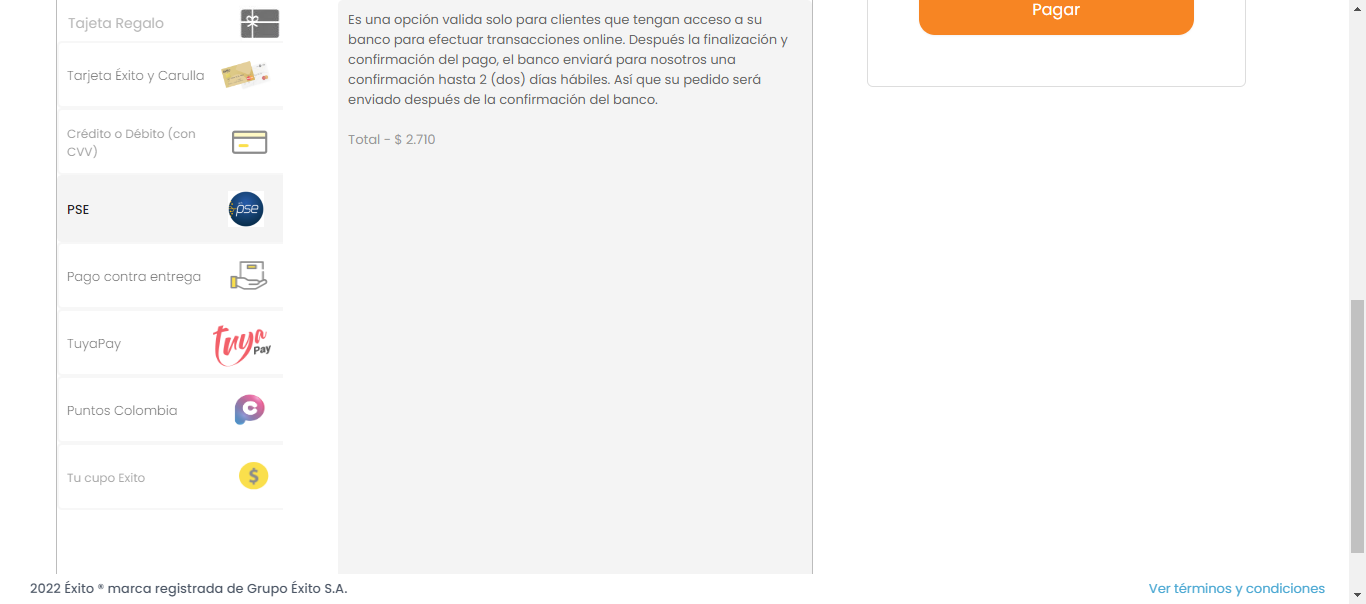 Tajeta Regalo
Tarjeta Éxito y Carulla
Crédito o Débito (con
CVV)
PSE
pse
Pago contra entrega
TuyaPay
tuya
Pay
Puntos Colombia
Tu cupo Exito
$
Es una opción valida solo para clientes que tengan acceso a su
banco para efectuar transacciones online. Después la finalización y
confirmación del pago, el banco enviará para nosotros una
confirmación hasta 2 (dos) días hábiles. Así que su pedido será
enviado después de la confirmación del banco.
Total - $ 2.710
Pagar
2022 Éxito ® marca registrada de Grupo Éxito S.A.
Ver términos y condiciones